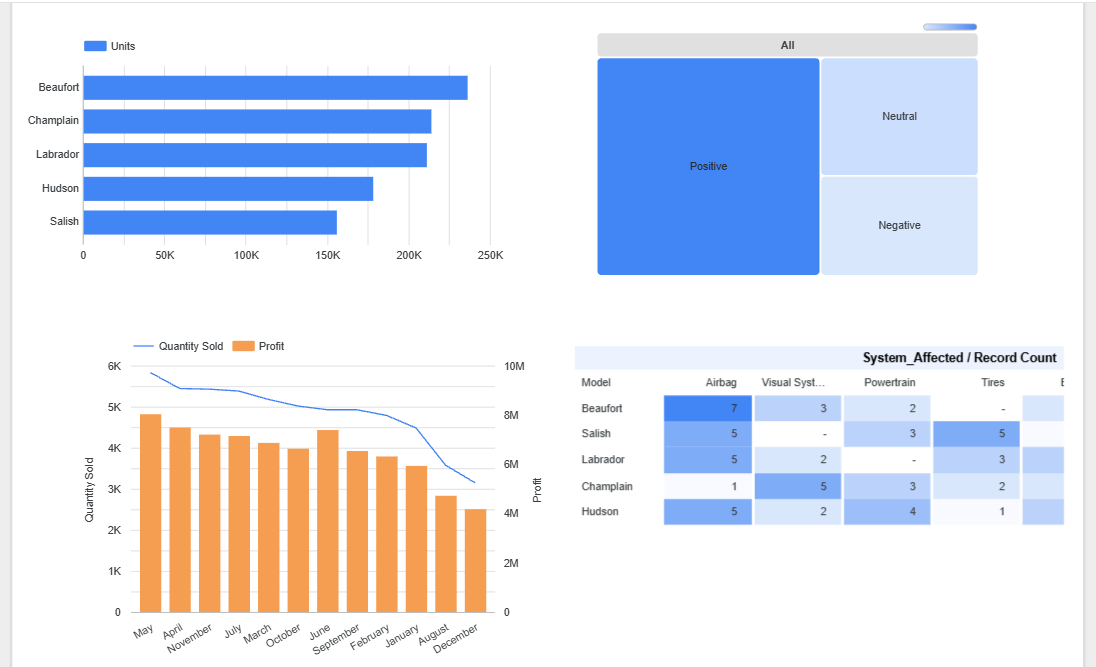 Units
Beaufort
Champlain
Labrador
Hudson
Salish
0 50K 100K 150K 200K 250K
All
Positive
Neutral
Negative
Quantity Sold Profit
6K
5K
4K
3K
2K
1K
0
Quantity Sold
10M
8M
6M
4M
2M
0
Profit
May April November July March October June September February January August December
System_Affected / Record Count
Model Airbag Visual Syst... Powertrain Tires
Beaufort 7 3 2 -
Salish 5 - 3 5
Labrador 5 2 - 3
Champlain 1 5 3 2
Hudson 5 2 4 1